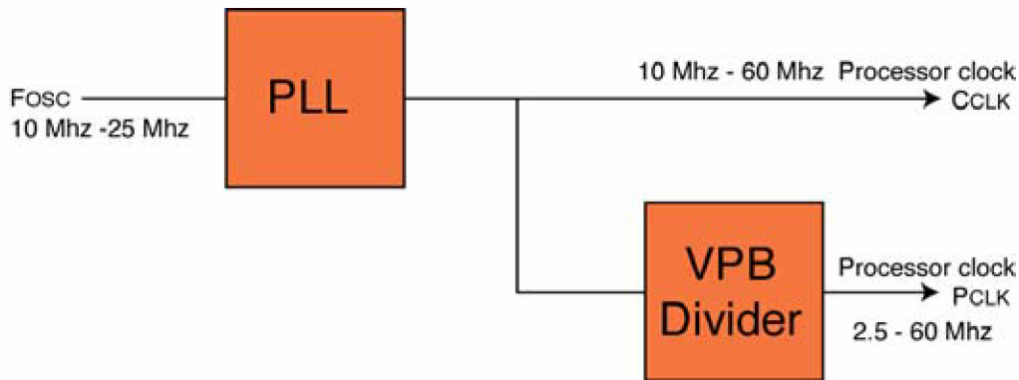 PLL
FOSC
10 Mhz -25 Mhz
10 Mhz - 60 Mhz Processor clock
CCLK
VPB
Divider
Processor clock
PCLK
2.5 - 60 Mhz